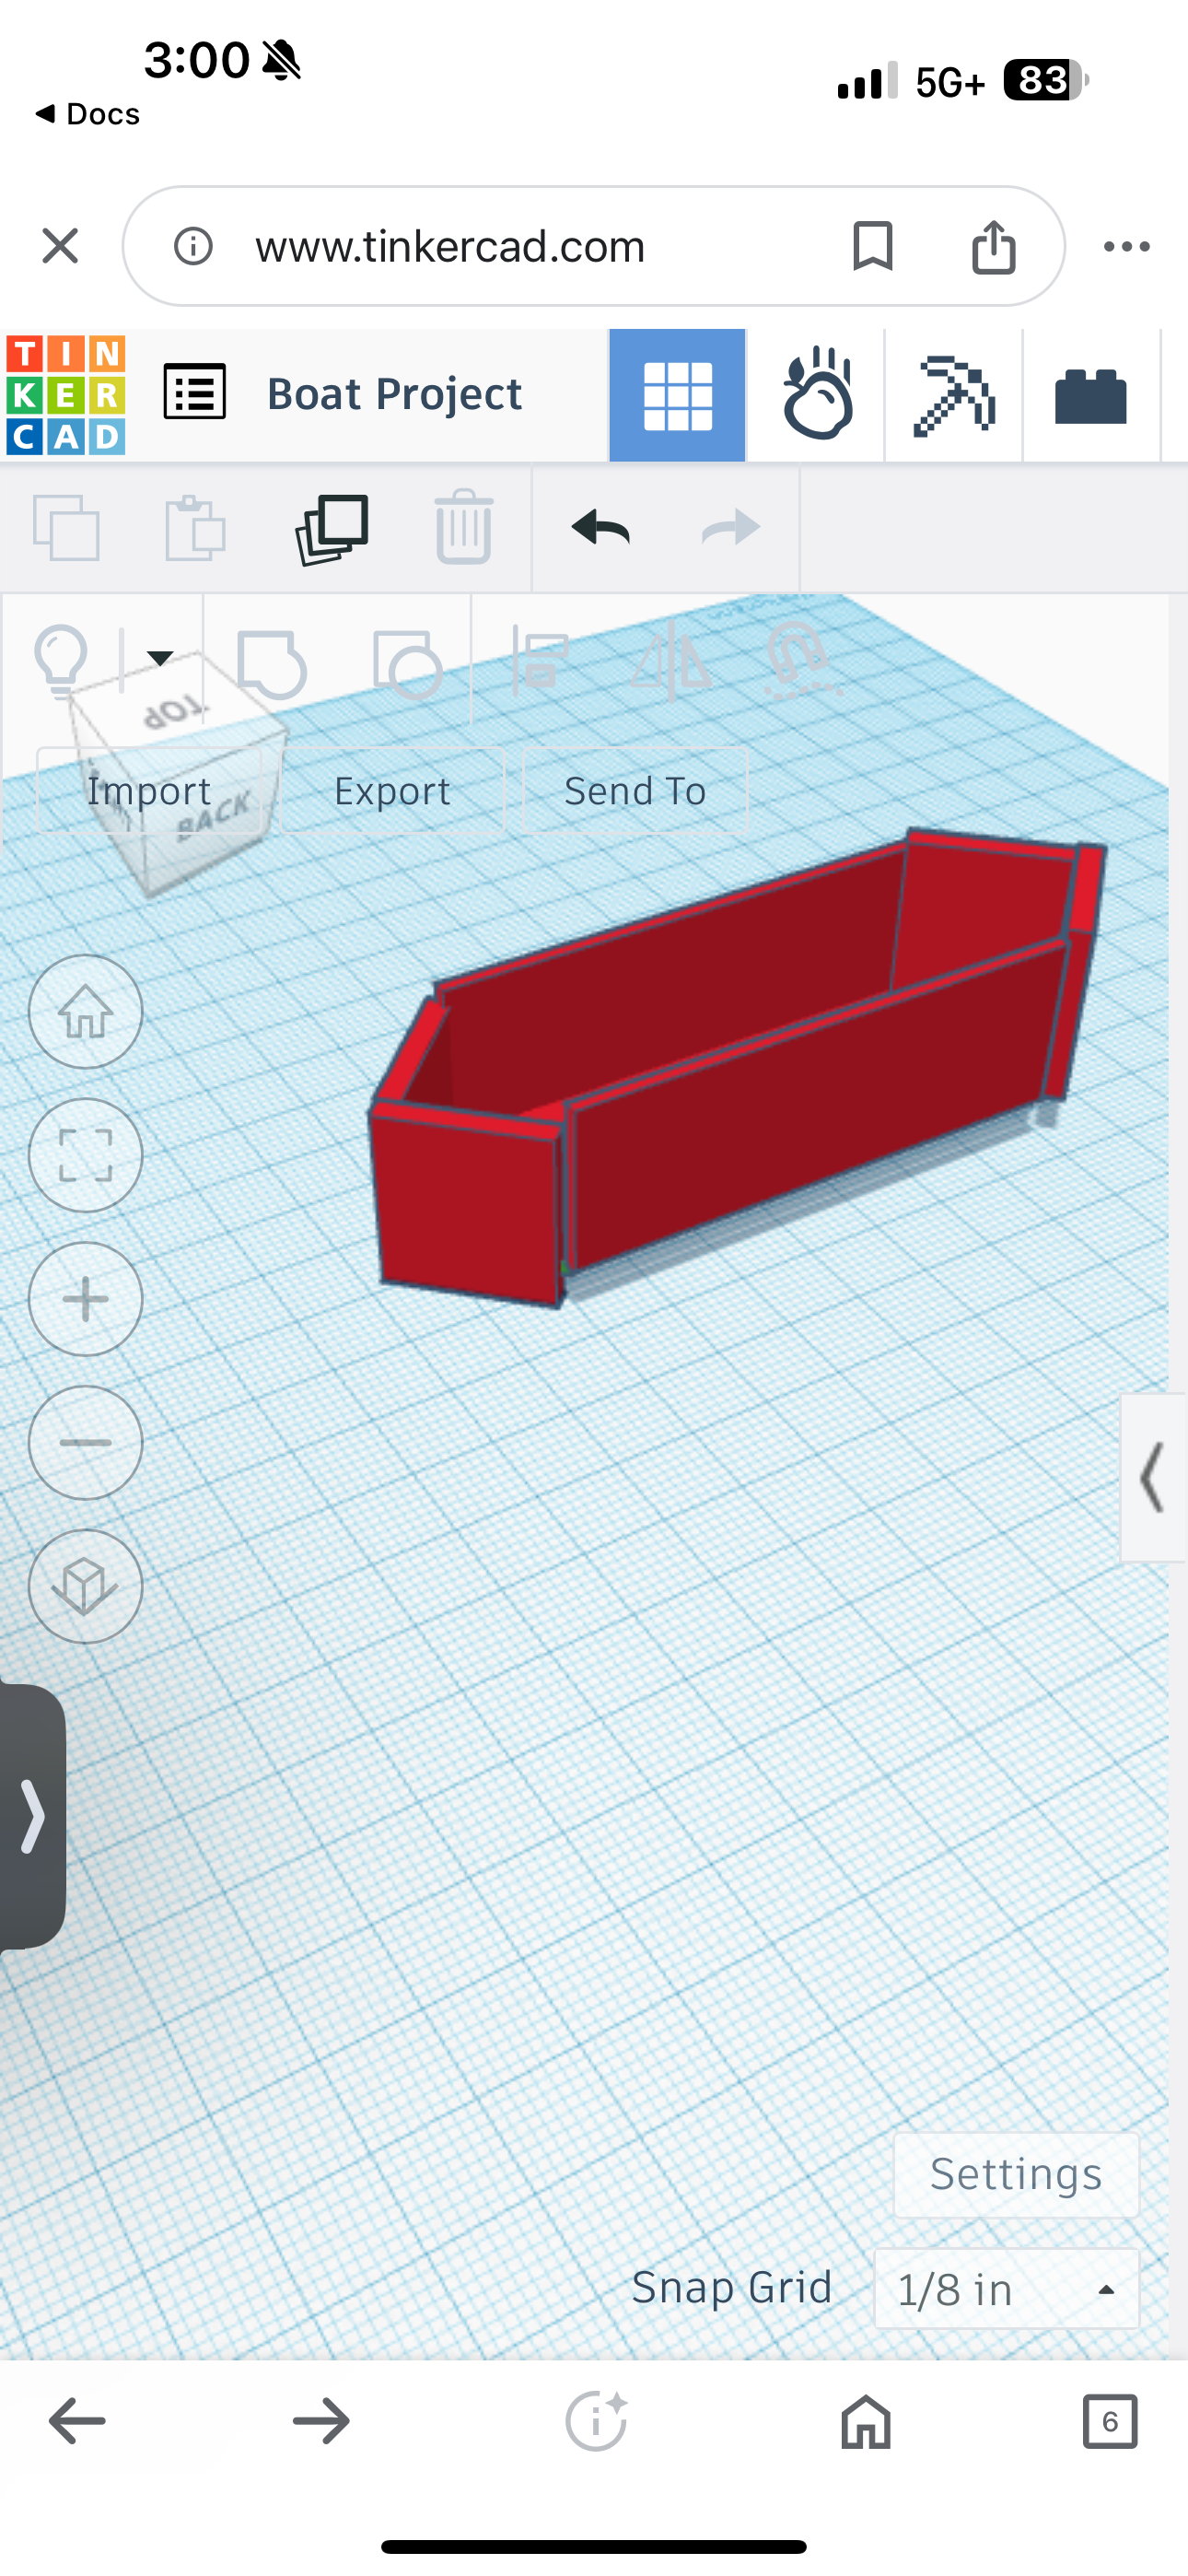 3:00
5G+ 83
Docs
www.tinkercad.com
TIN
KER
CAD
Boat Project
TOP
BACK
Import
Export
Send To
Settings
Snap Grid
1/8 in
6